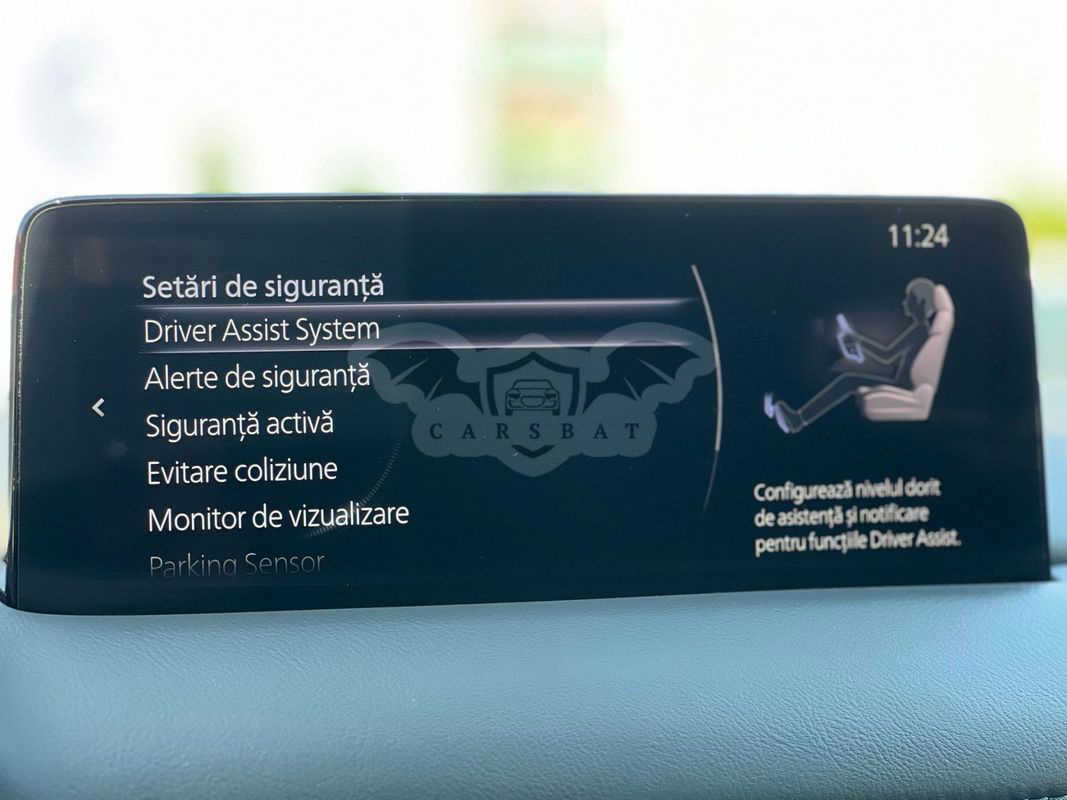 11:24
Setări de siguranță
Driver Assist System
Alerte de siguranță
Siguranță activă
Evitare coliziune
Monitor de vizualizare
Parking Sensor
Configurează nivelul dorit
de asistență și notificare
pentru funcțiile Driver Assist.
CARSBAT